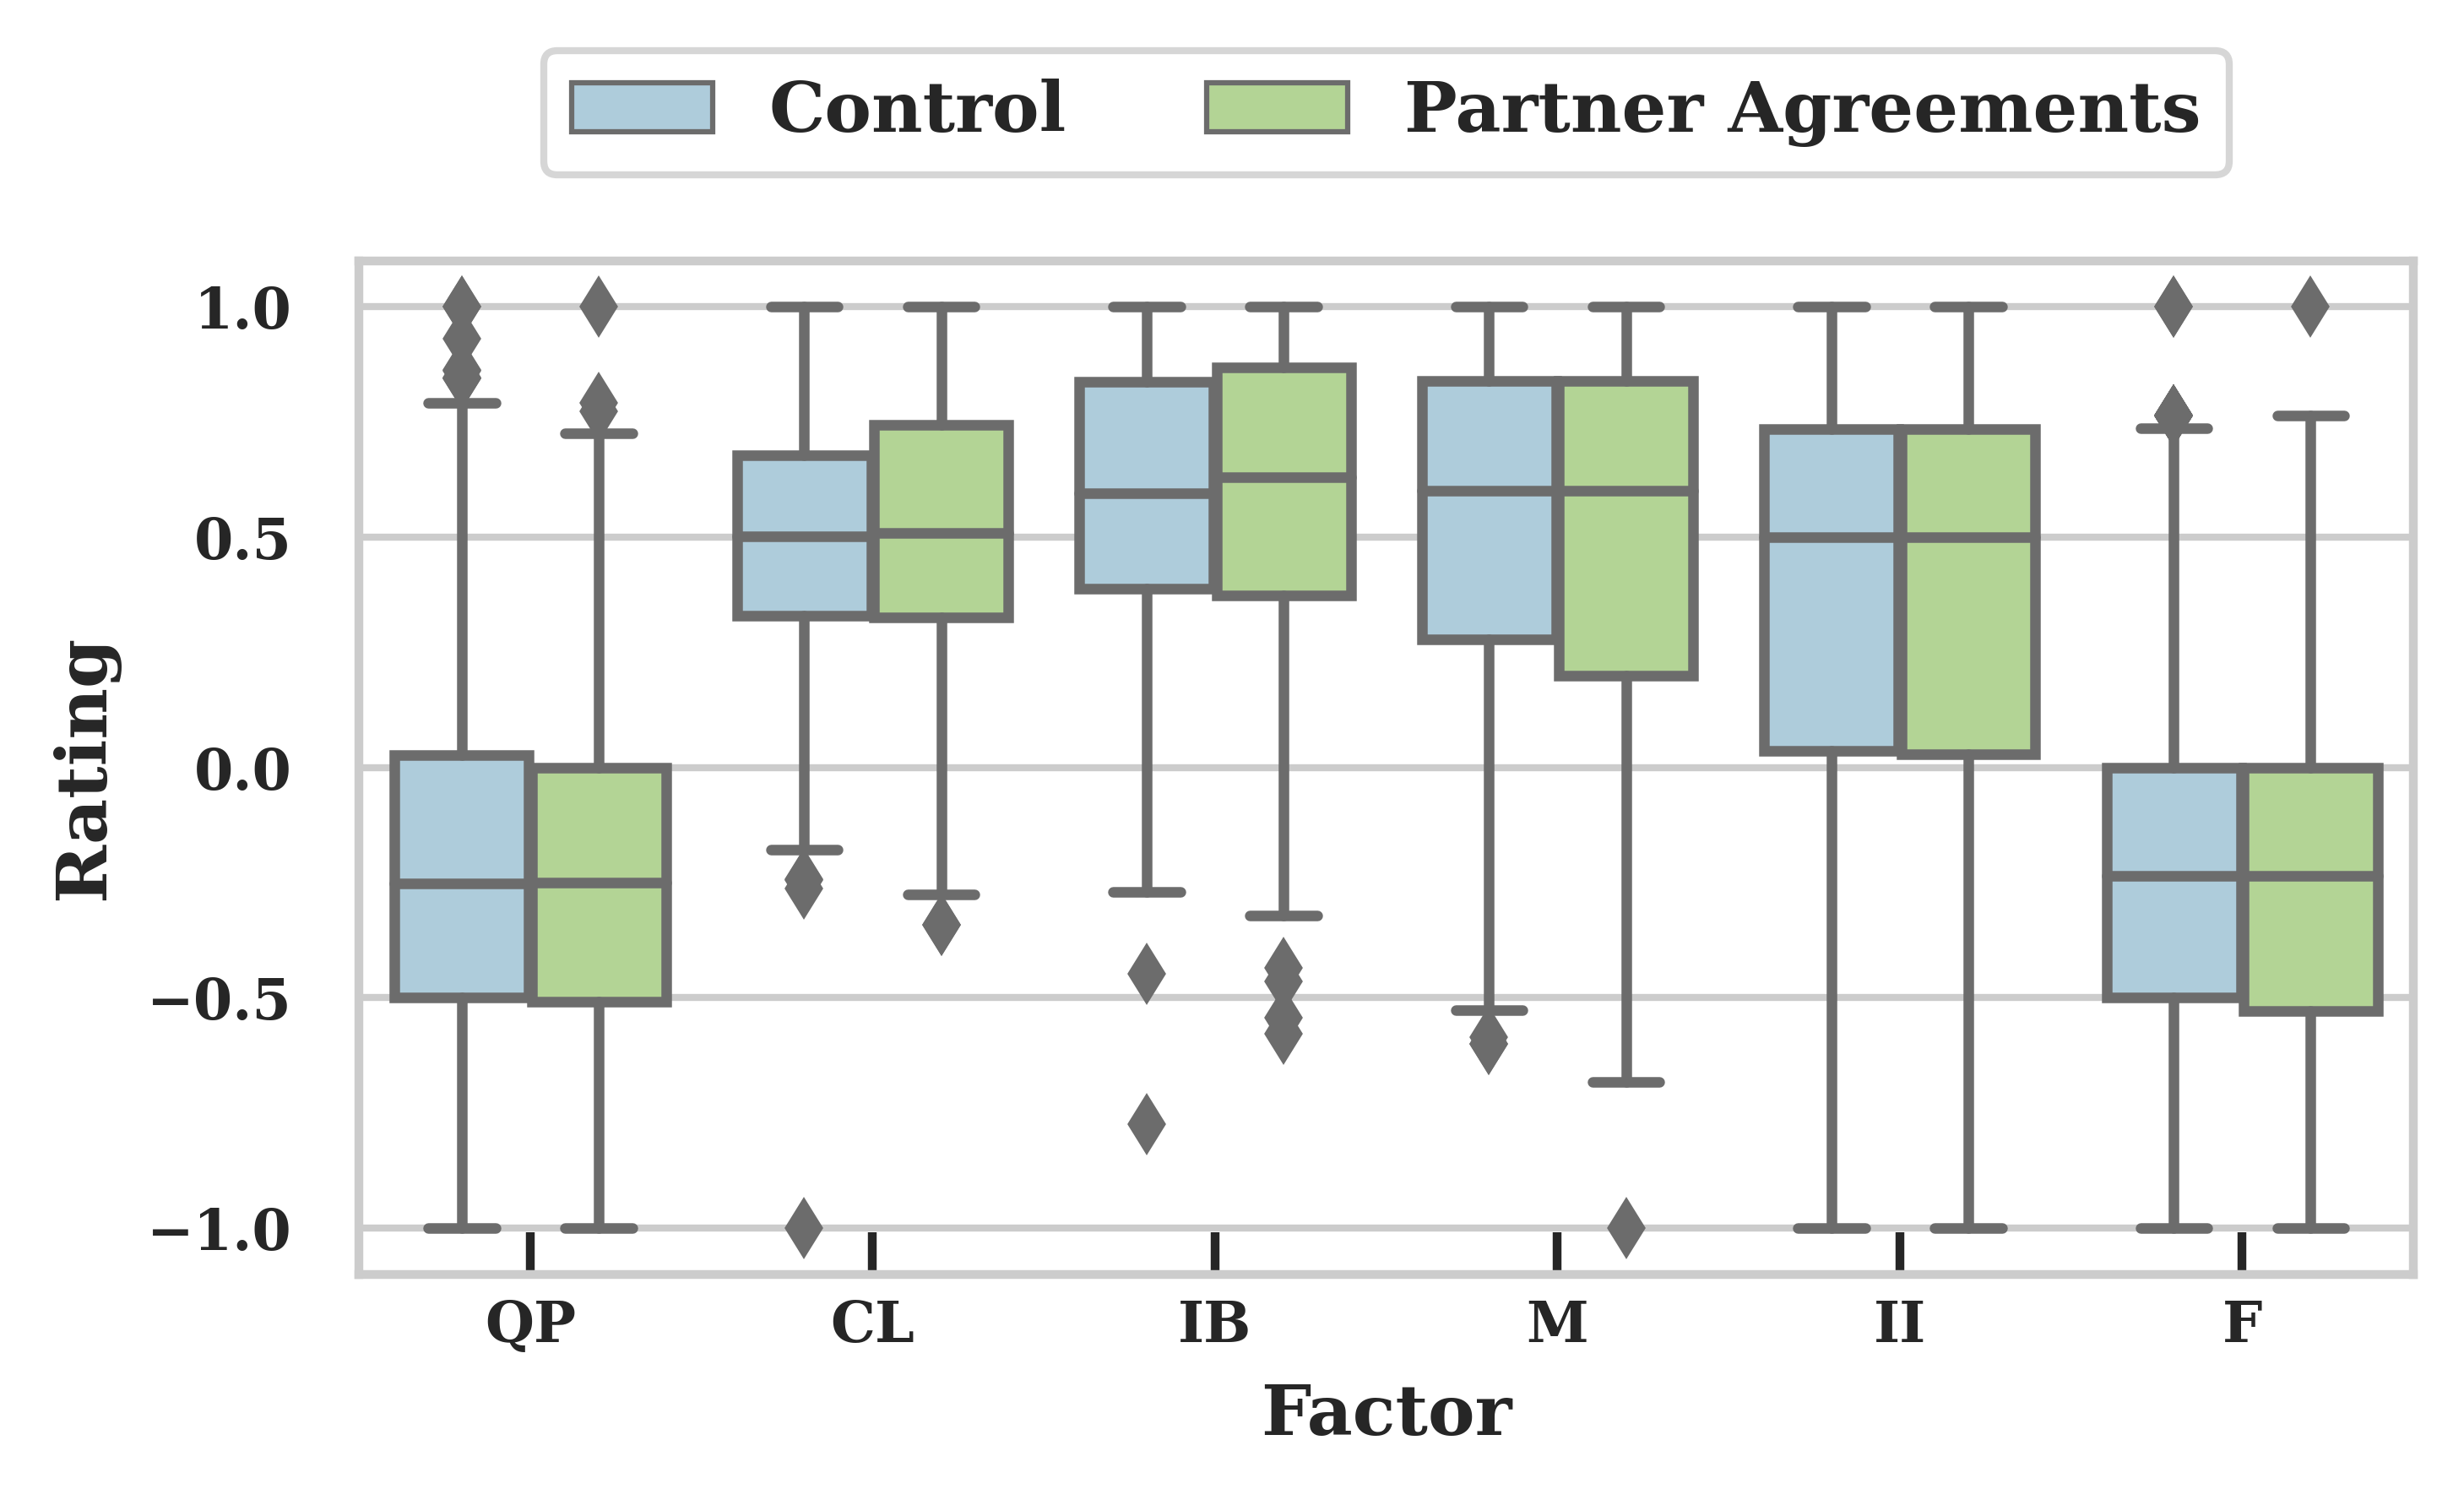 Control Partner Agreements
1.0
0.5
0.0
−0.5
−1.0
Rating
QP CL IB M II F
Factor